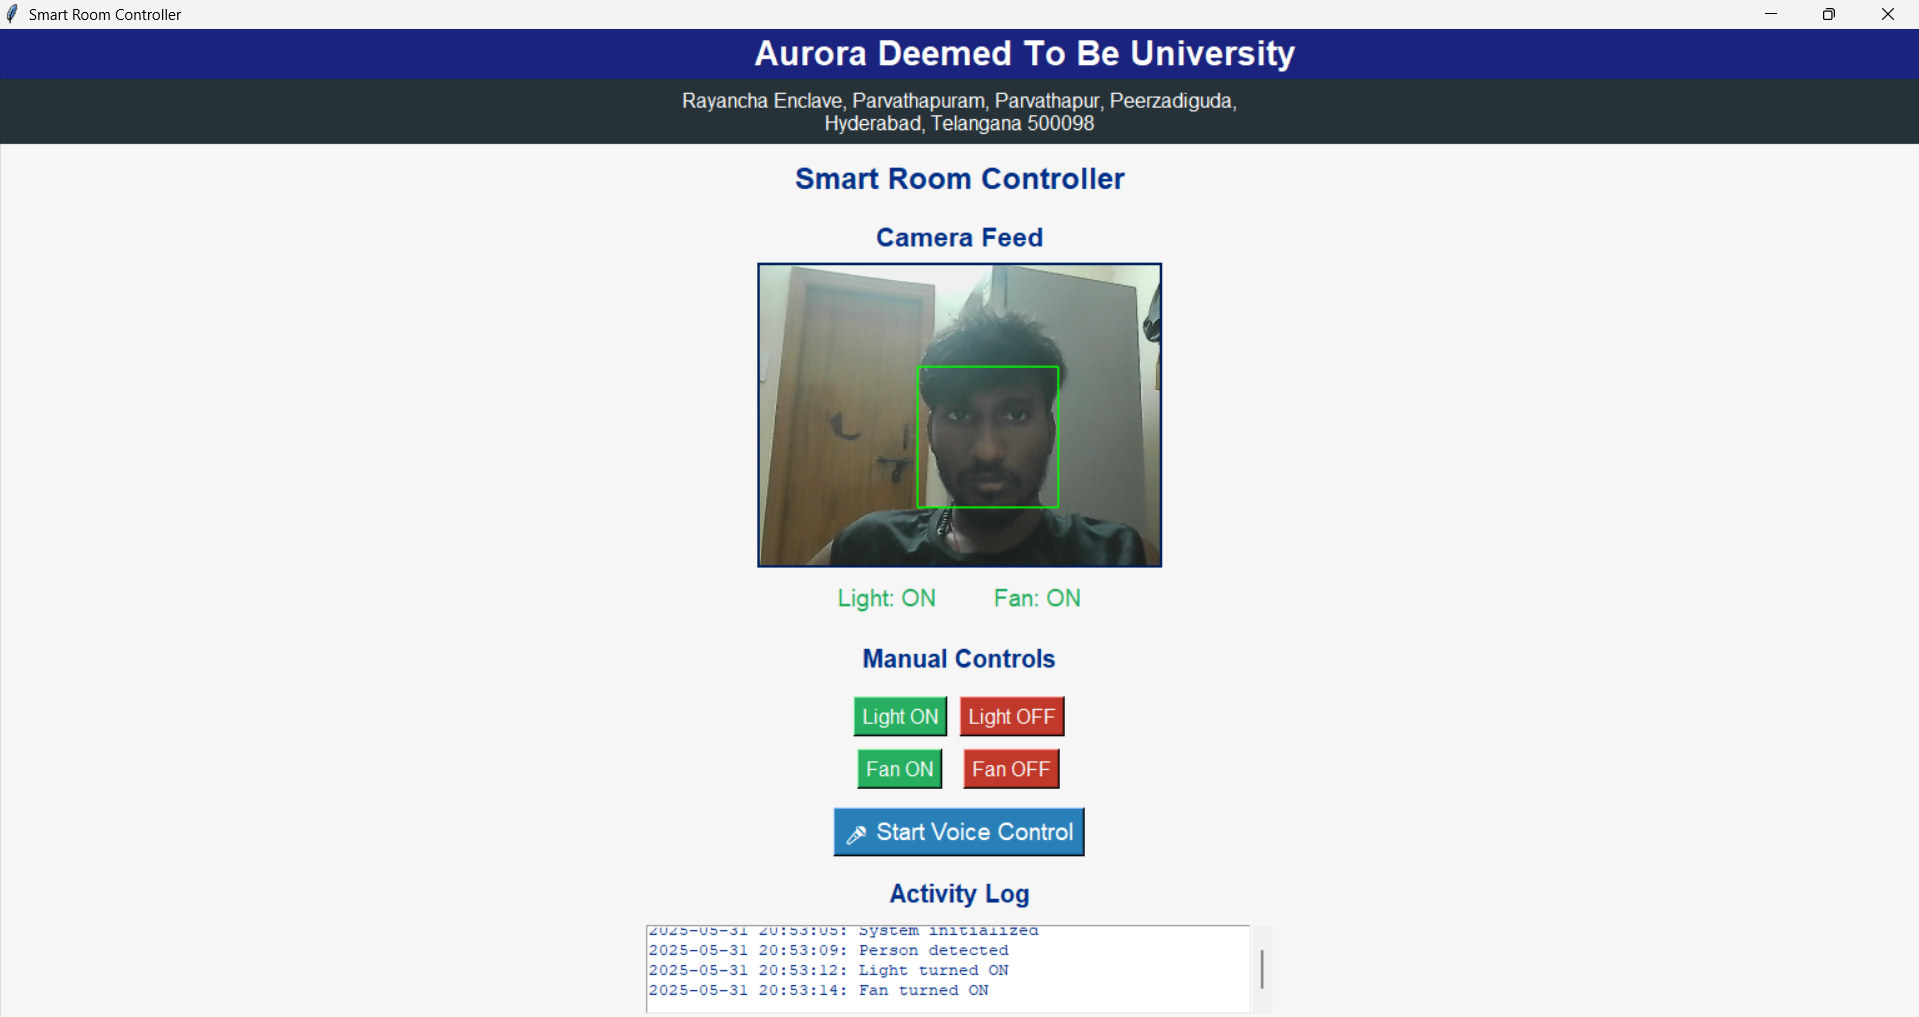 Smart Room Controller
Aurora Deemed To Be University
Rayancha Enclave, Parvathapuram, Parvathapur, Peerzadiguda,
Hyderabad, Telangana 500098
Smart Room Controller
Camera Feed
Light: ON Fan: ON
Manual Controls
Light ON Light OFF
Fan ON Fan OFF
Start Voice Control
Activity Log
2025-05-31 20:53:05: System initialized
2025-05-31 20:53:09: Person detected
2025-05-31 20:53:12: Light turned ON
2025-05-31 20:53:14: Fan turned ON